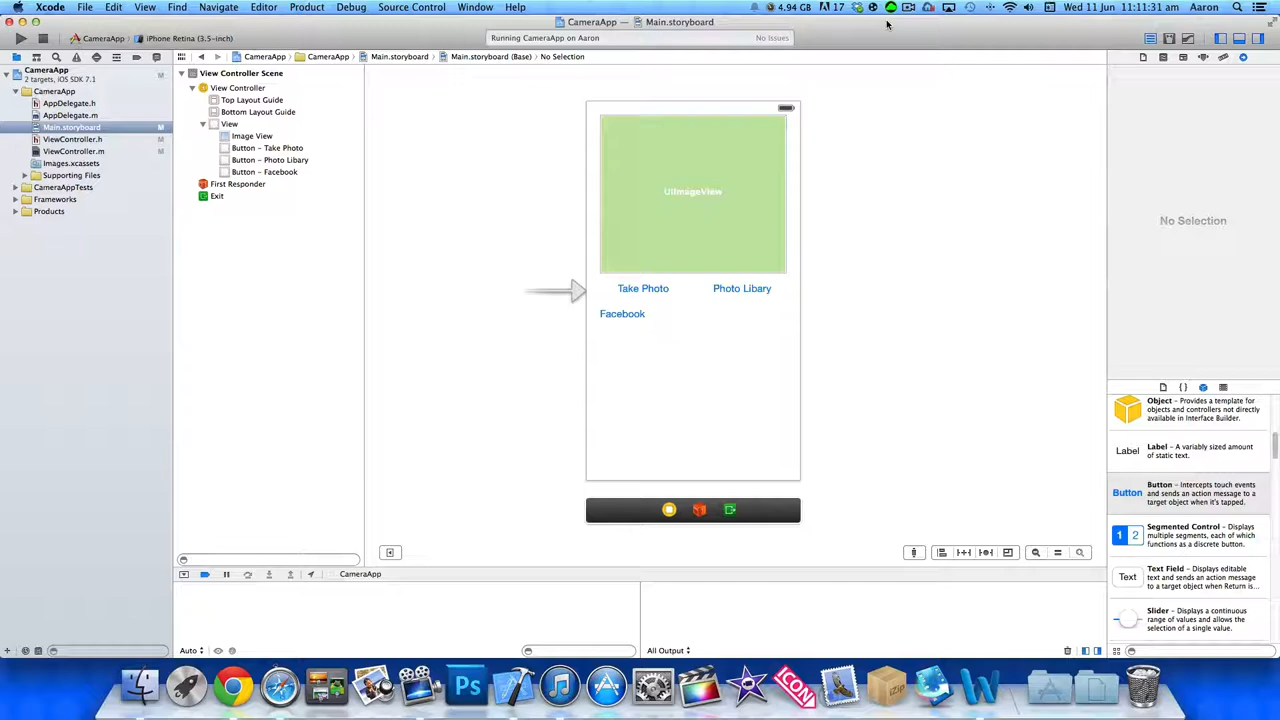 Xcode File Edit View Find Navigate Editor Product Debug Source Control Window Help 4.94 GB 17 Wed 11 Jun 11:11:31 am Aaron
CameraApp — Main.storyboard
CameraApp iPhone Retina (3.5-inch) Running CameraApp on Aaron No Issues
CameraApp CameraApp Main.storyboard Main.storyboard (Base) No Selection
CameraApp M
2 targets, iOS SDK 7.1
CameraApp
AppDelegate.h
AppDelegate.m
Main.storyboard M
ViewController.h M
ViewController.m M
Images.xcassets
Supporting Files
CameraAppTests
Frameworks
Products
View Controller Scene
View Controller
Top Layout Guide
Bottom Layout Guide
View
Image View
Button – Take Photo
Button – Photo Libary
Button – Facebook
First Responder
Exit
UIImageView
Take Photo Photo Libary
Facebook
No Selection
Object – Provides a template for
objects and controllers not directly
available in Interface Builder.
Label
Label – A variably sized amount
of static text.
Button
Button – Intercepts touch events
and sends an action message to a
target object when it's tapped.
1 2
Segmented Control – Displays
multiple segments, each of which
functions as a discrete button.
Text
Text Field – Displays editable
text and sends an action message
to a target object when Return is...
Slider – Displays a continuous
range of values and allows the
selection of a single value.
CameraApp
Auto
All Output
Ps
ICON
iZip
W